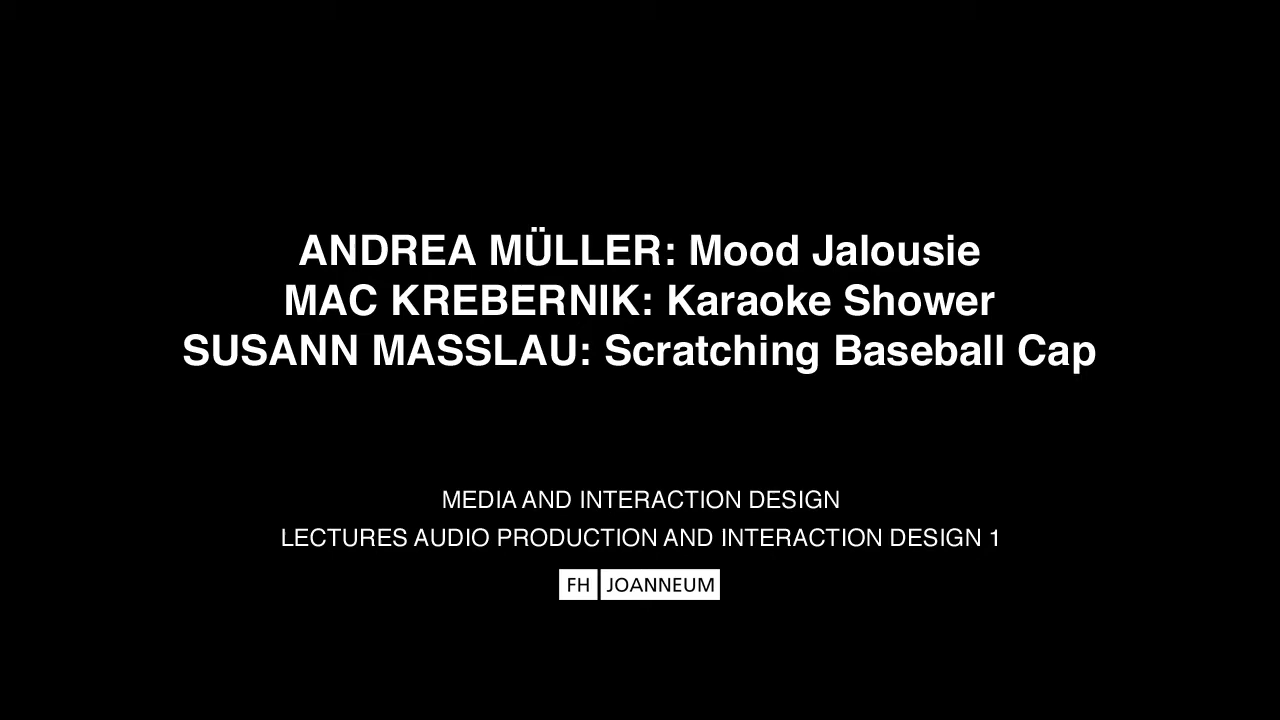 ANDREA MÜLLER: Mood Jalousie
MAC KREBERNIK: Karaoke Shower
SUSANN MASSLAU: Scratching Baseball Cap
MEDIA AND INTERACTION DESIGN
LECTURES AUDIO PRODUCTION AND INTERACTION DESIGN 1
FH JOANNEUM